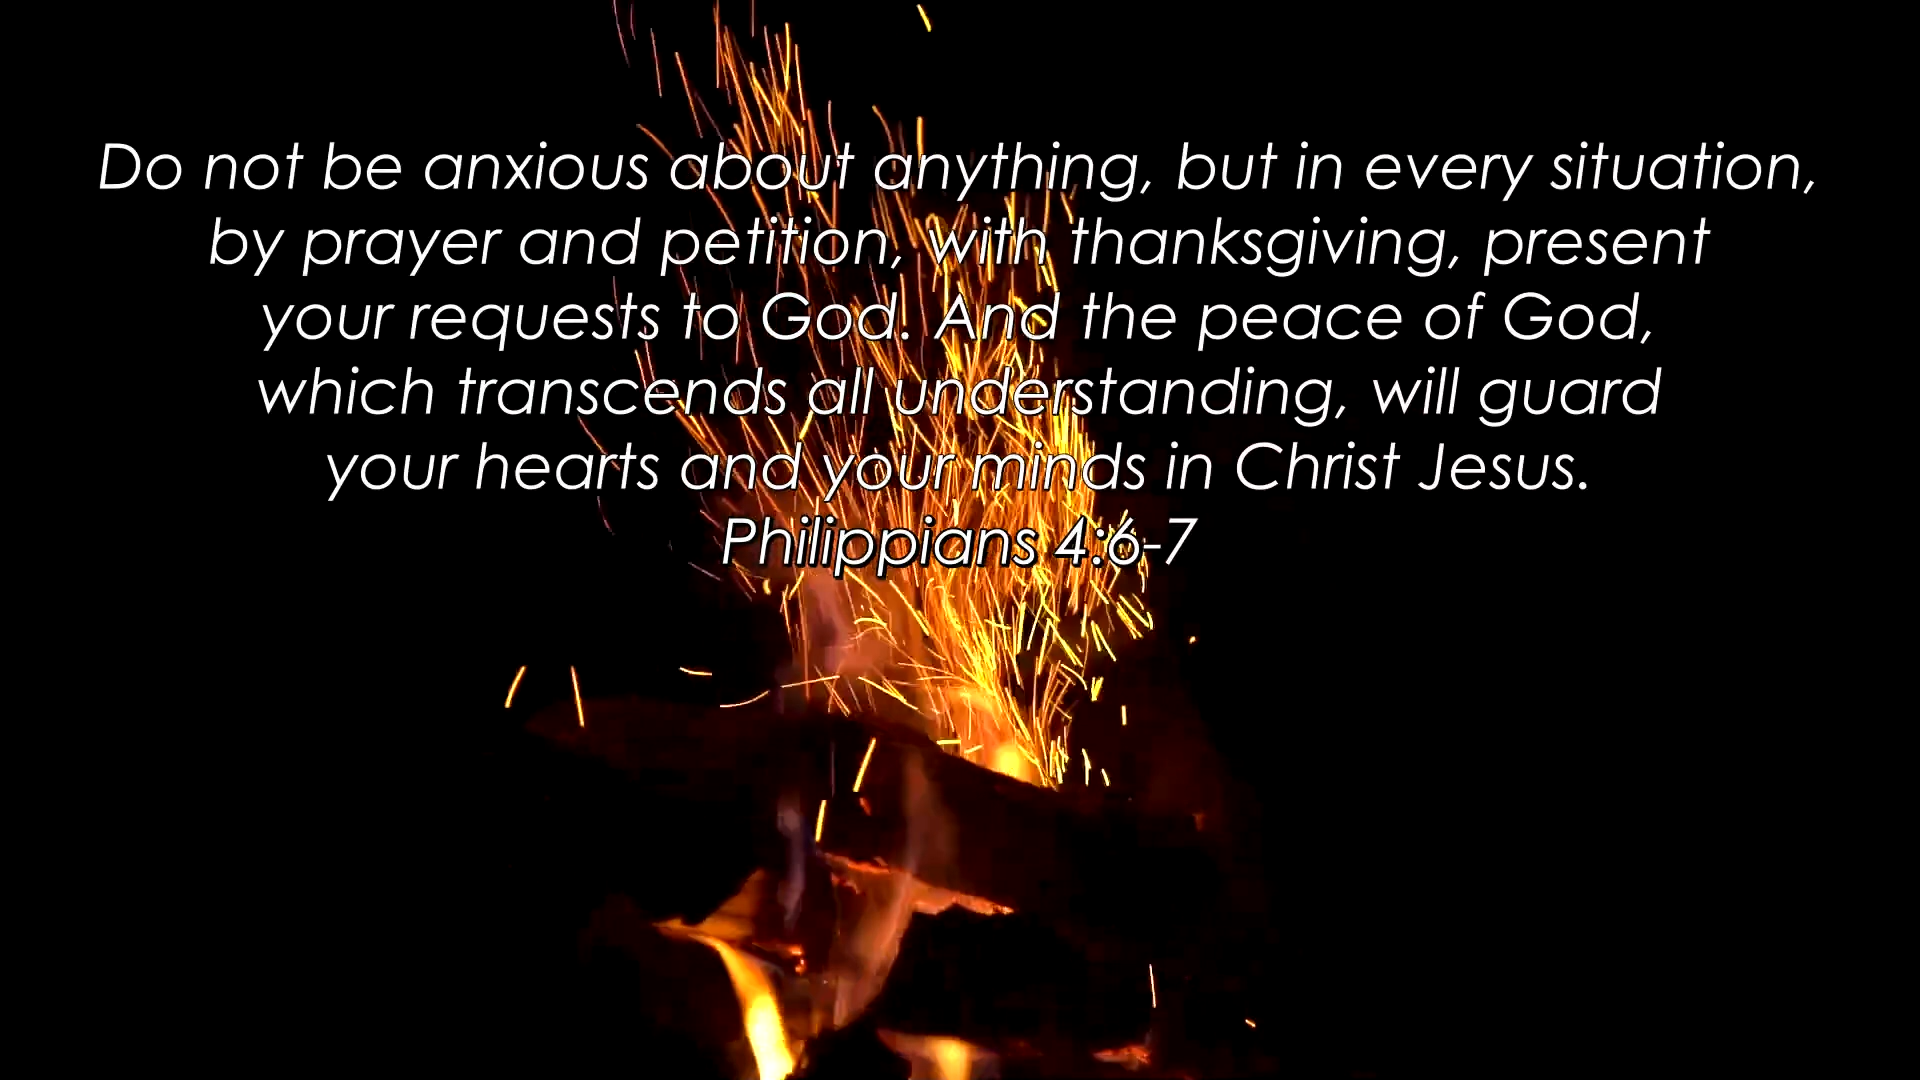 Do not be anxious about anything, but in every situation,
by prayer and petition, with thanksgiving, present
your requests to God. And the peace of God,
which transcends all understanding, will guard
your hearts and your minds in Christ Jesus.
Philippians 4:6-7